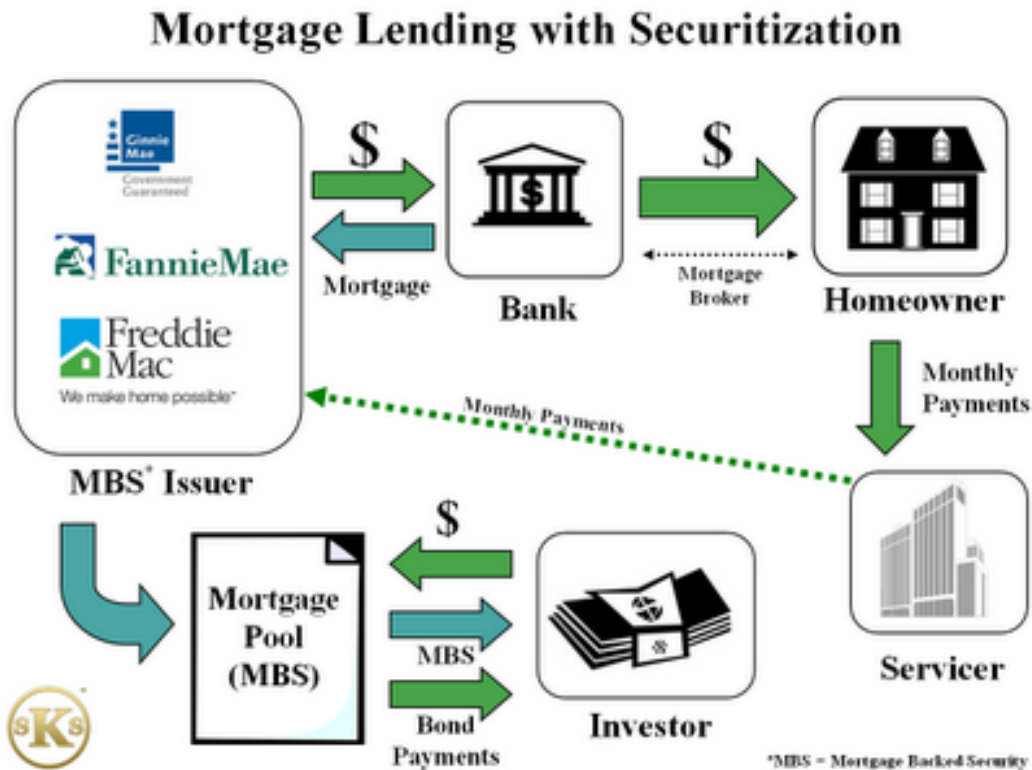 Mortgage Lending with Securitization
Ginnie
Mae
Government
Guaranteed
FannieMae
Freddie
Mac
We make home possible
MBS* Issuer
$
Mortgage
$
Bank
$
Mortgage
Broker
Homeowner
Monthly
Payments
Monthly Payments
Servicer
Mortgage
Pool
(MBS)
$
MBS
Bond
Payments
Investor
SKS
*MBS = Mortgage Backed Security